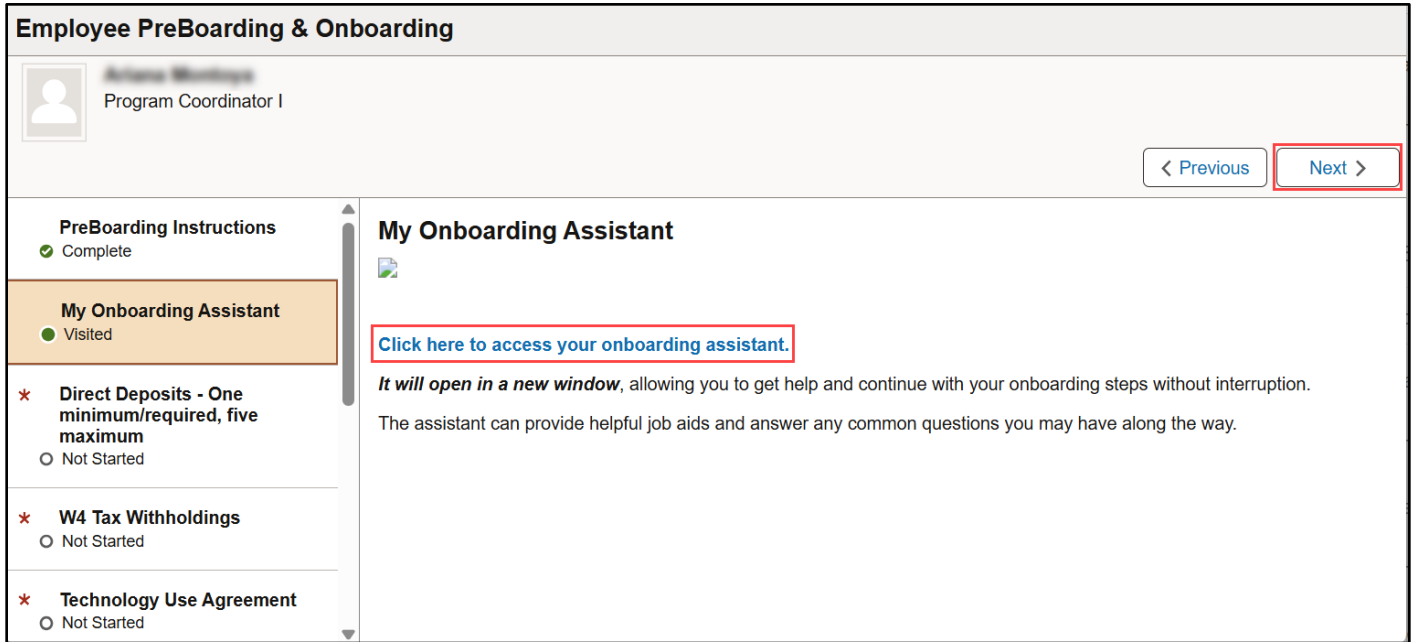 Employee PreBoarding & Onboarding
Program Coordinator I
Previous
Next
PreBoarding Instructions
Complete
My Onboarding Assistant
Visited
Direct Deposits - One
minimum/required, five
maximum
Not Started
W4 Tax Withholdings
Not Started
Technology Use Agreement
Not Started
My Onboarding Assistant
Click here to access your onboarding assistant.
It will open in a new window, allowing you to get help and continue with your onboarding steps without interruption.
The assistant can provide helpful job aids and answer any common questions you may have along the way.